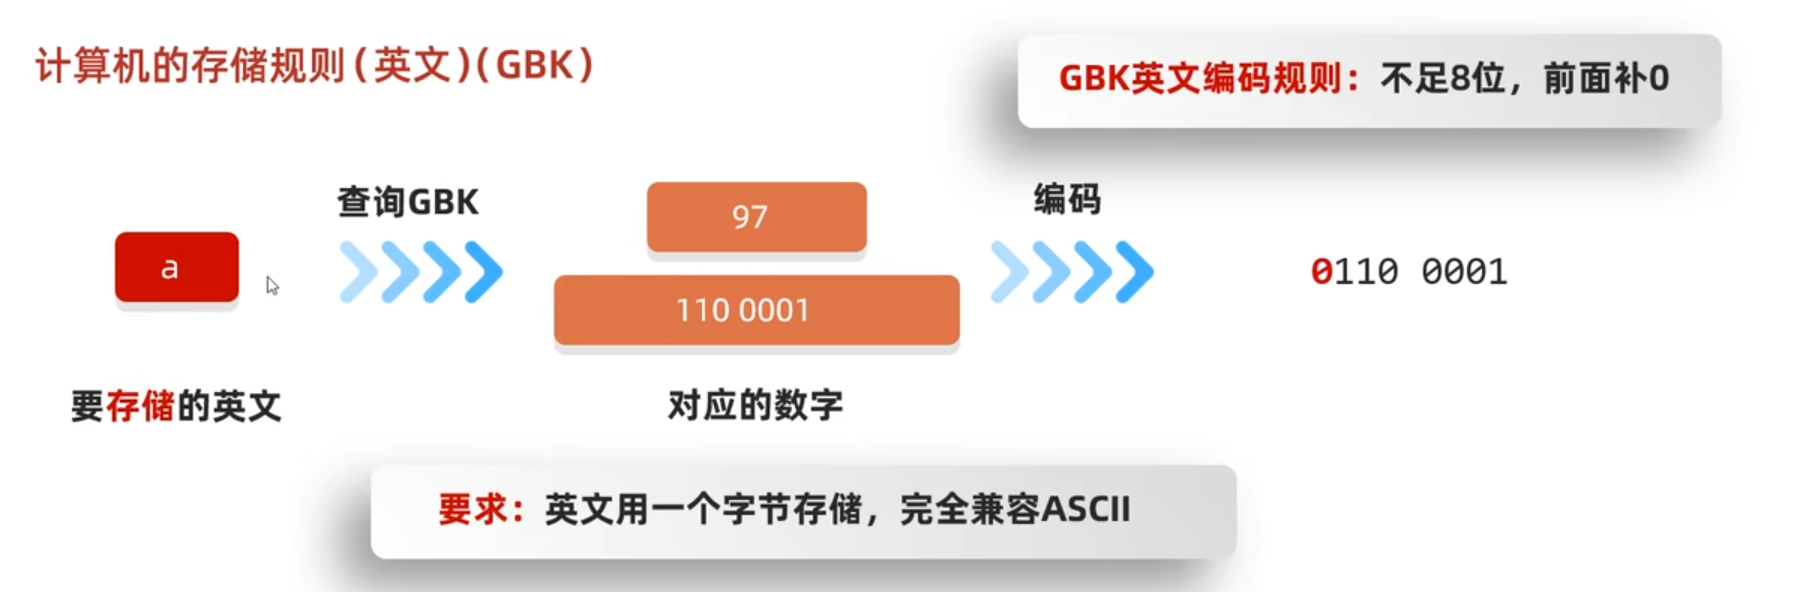 计算机的存储规则(英文)(GBK)
GBK英文编码规则：不足8位，前面补0
查询GBK
编码
a
97
110 0001
0110 0001
要存储的英文
对应的数字
要求：英文用一个字节存储，完全兼容ASCII